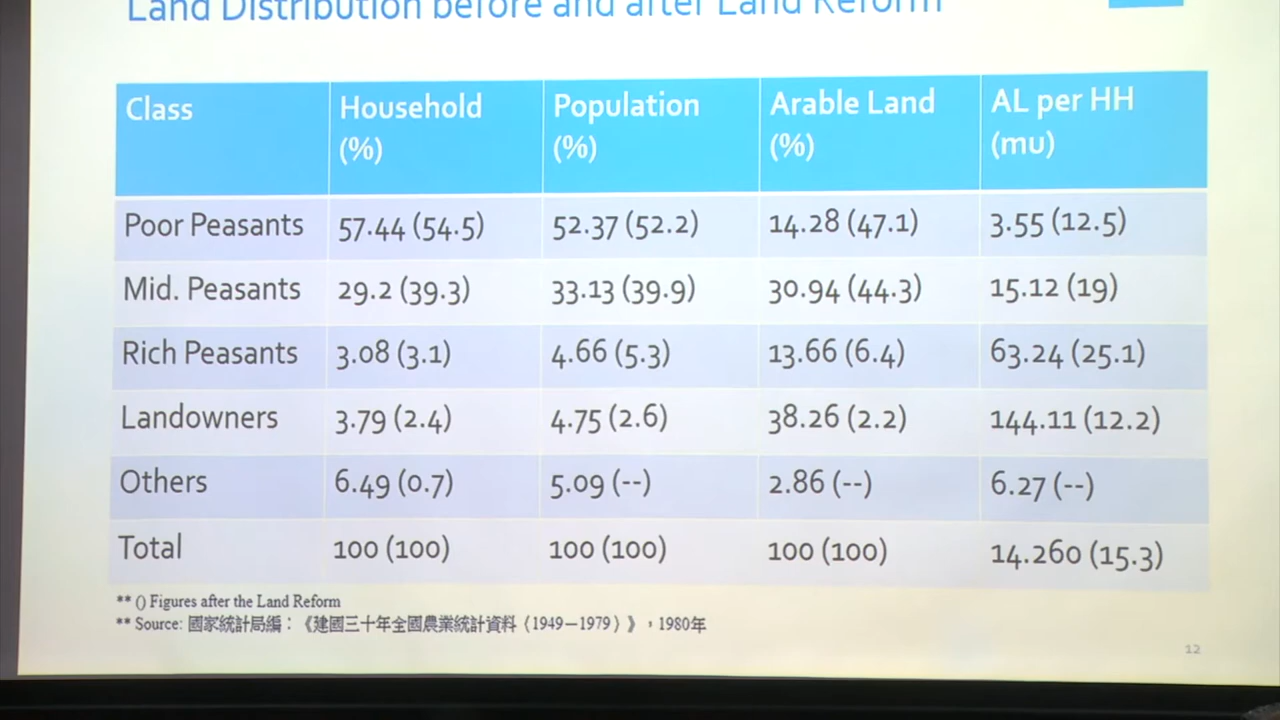 Land Distribution before and after Land Reform
Class Household (%) Population (%) Arable Land (%) AL per HH (mu)
Poor Peasants 57.44 (54.5) 52.37 (52.2) 14.28 (47.1) 3.55 (12.5)
Mid. Peasants 29.2 (39.3) 33.13 (39.9) 30.94 (44.3) 15.12 (19)
Rich Peasants 3.08 (3.1) 4.66 (5.3) 13.66 (6.4) 63.24 (25.1)
Landowners 3.79 (2.4) 4.75 (2.6) 38.26 (2.2) 144.11 (12.2)
Others 6.49 (0.7) 5.09 (--) 2.86 (--) 6.27 (--)
Total 100 (100) 100 (100) 100 (100) 14.260 (15.3)
** () Figures after the Land Reform
** Source: 國家統計局編：《建國三十年全國農業統計資料（1949－1979）》，1980年
12